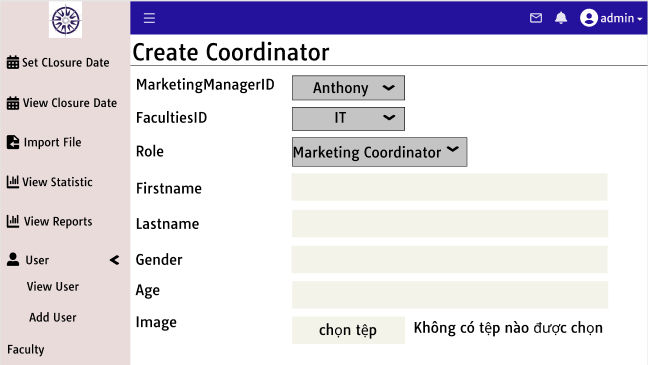 admin
Set CLosure Date
View Closure Date
Import File
View Statistic
View Reports
User
View User
Add User
Faculty
Create Coordinator
MarketingManagerID Anthony
FacultiesID IT
Role Marketing Coordinator
Firstname
Lastname
Gender
Age
Image chọn tệp Không có tệp nào được chọn